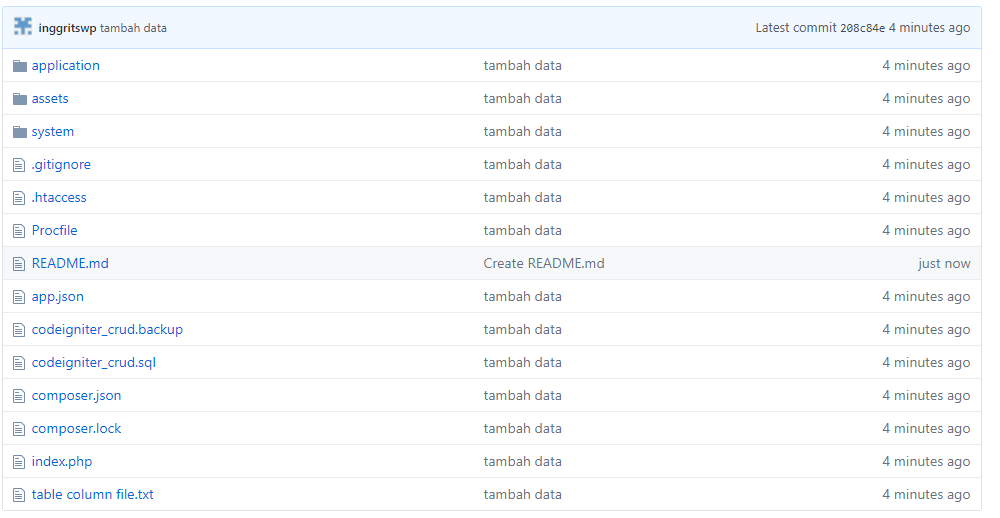 inggritswp tambah data Latest commit 208c84e 4 minutes ago
application tambah data 4 minutes ago
assets tambah data 4 minutes ago
system tambah data 4 minutes ago
.gitignore tambah data 4 minutes ago
.htaccess tambah data 4 minutes ago
Procfile tambah data 4 minutes ago
README.md Create README.md just now
app.json tambah data 4 minutes ago
codeigniter_crud.backup tambah data 4 minutes ago
codeigniter_crud.sql tambah data 4 minutes ago
composer.json tambah data 4 minutes ago
composer.lock tambah data 4 minutes ago
index.php tambah data 4 minutes ago
table column file.txt tambah data 4 minutes ago